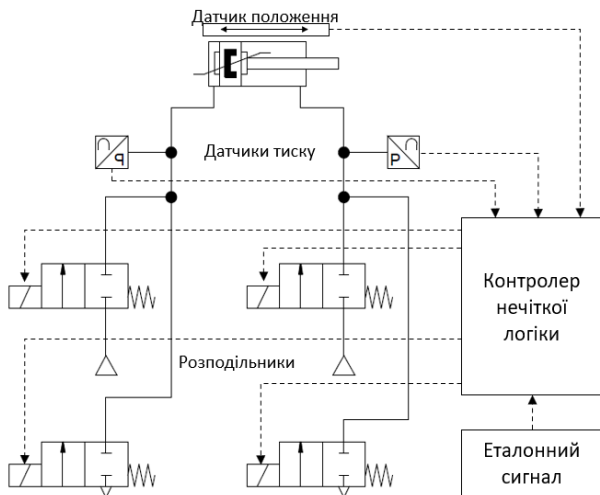 Датчик положення
Датчики тиску
q
P
Контролер
нечіткої
логіки
Розподільники
Еталонний
сигнал